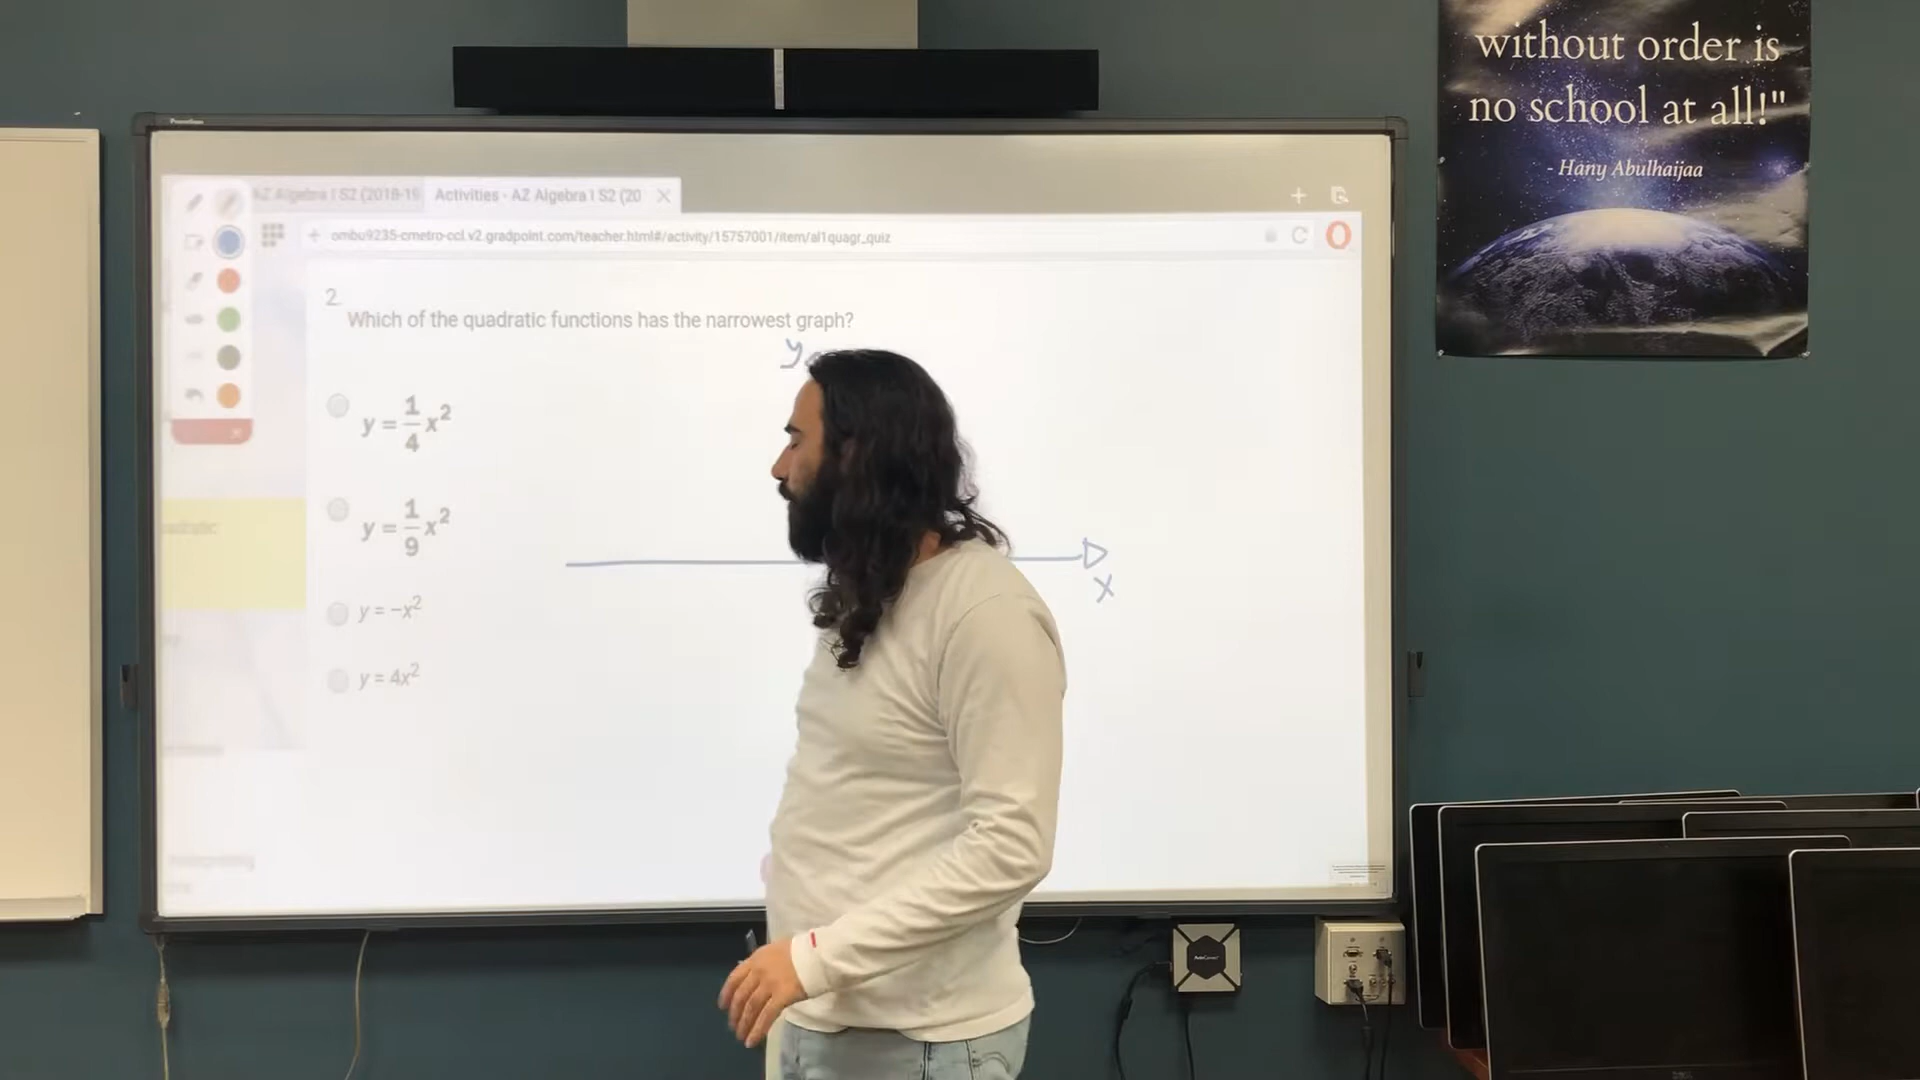 without order is
no school at all!"
- Hany Abulhaijaa
Promethean
AZ Algebra I S2 (2018-19
Activities - AZ Algebra I S2 (20
ombu9235-cmetro-ccl.v2.gradpoint.com/teacher.html#/activity/15757001/item/al1quagr_quiz
2.
Which of the quadratic functions has the narrowest graph?
y
y = 1/4 x²
y = 1/9 x²
x
y = -x²
y = 4x²